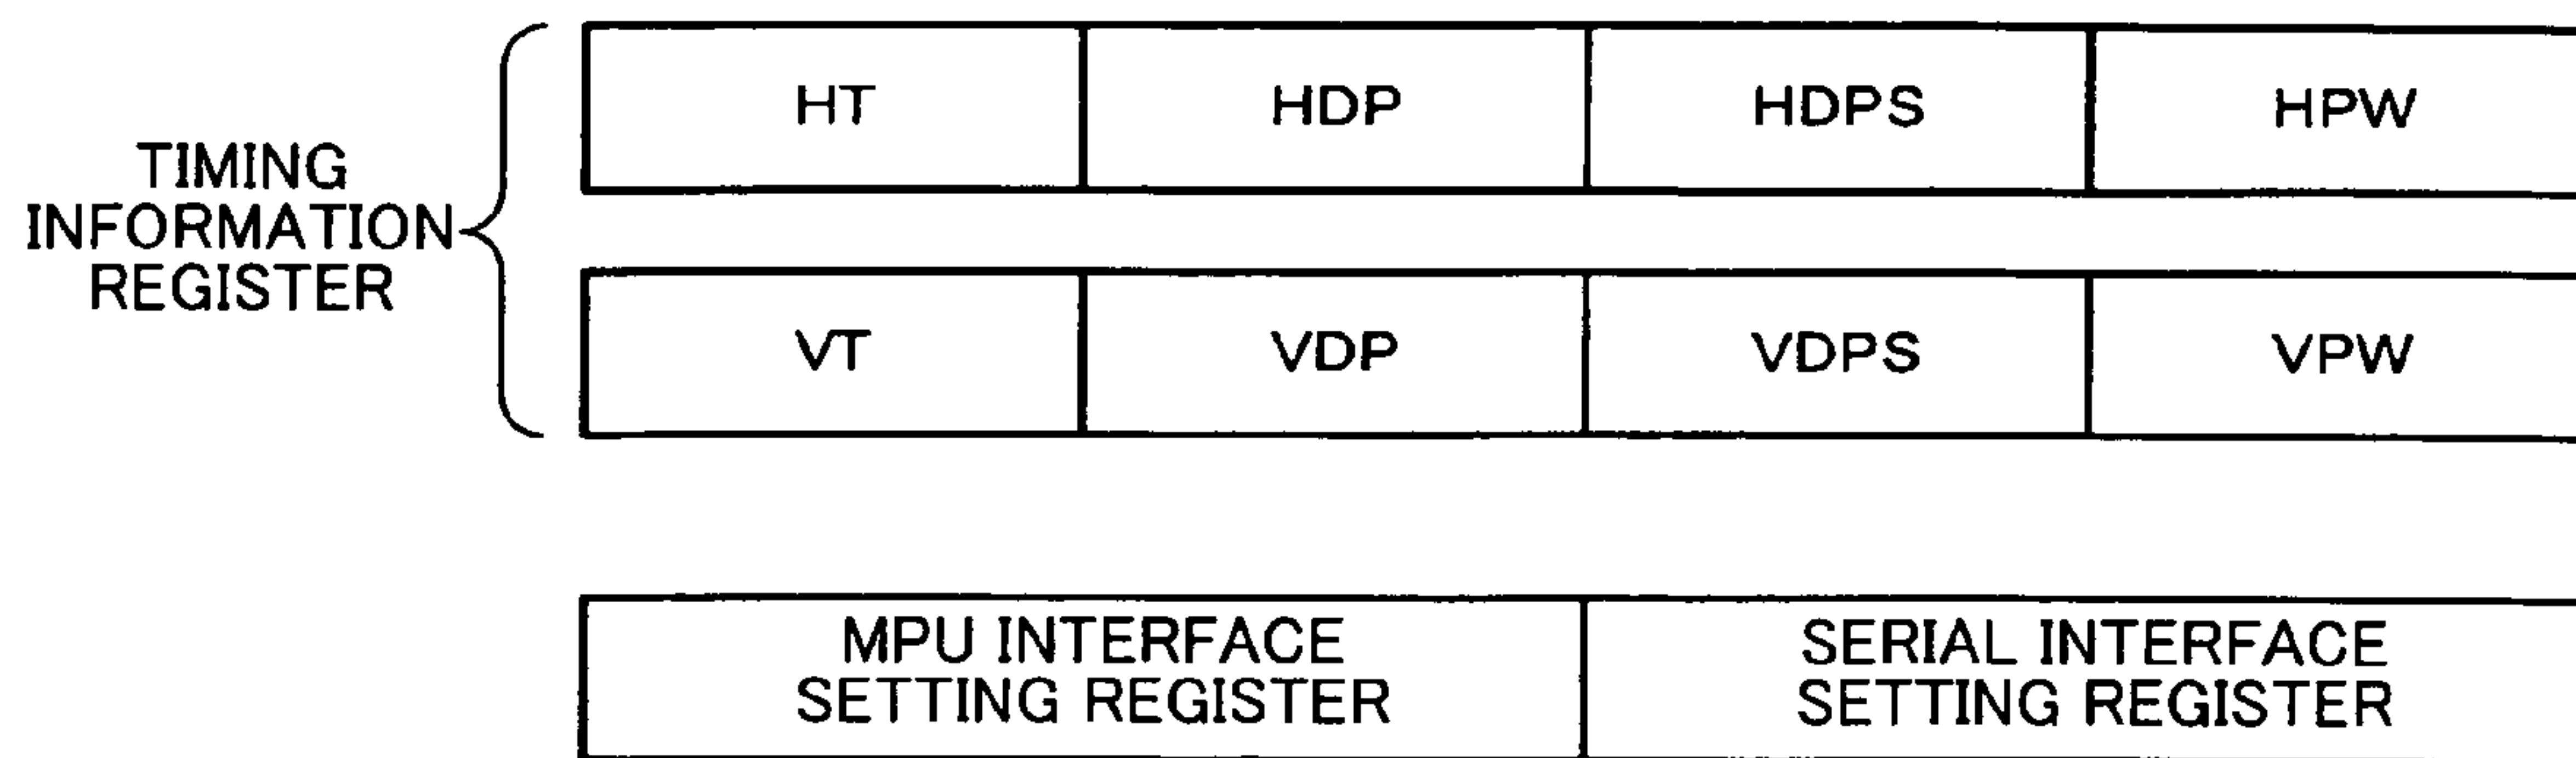 TIMING
INFORMATION
REGISTER
HT HDP HDPS HPW
VT VDP VDPS VPW
MPU INTERFACE
SETTING REGISTER
SERIAL INTERFACE
SETTING REGISTER